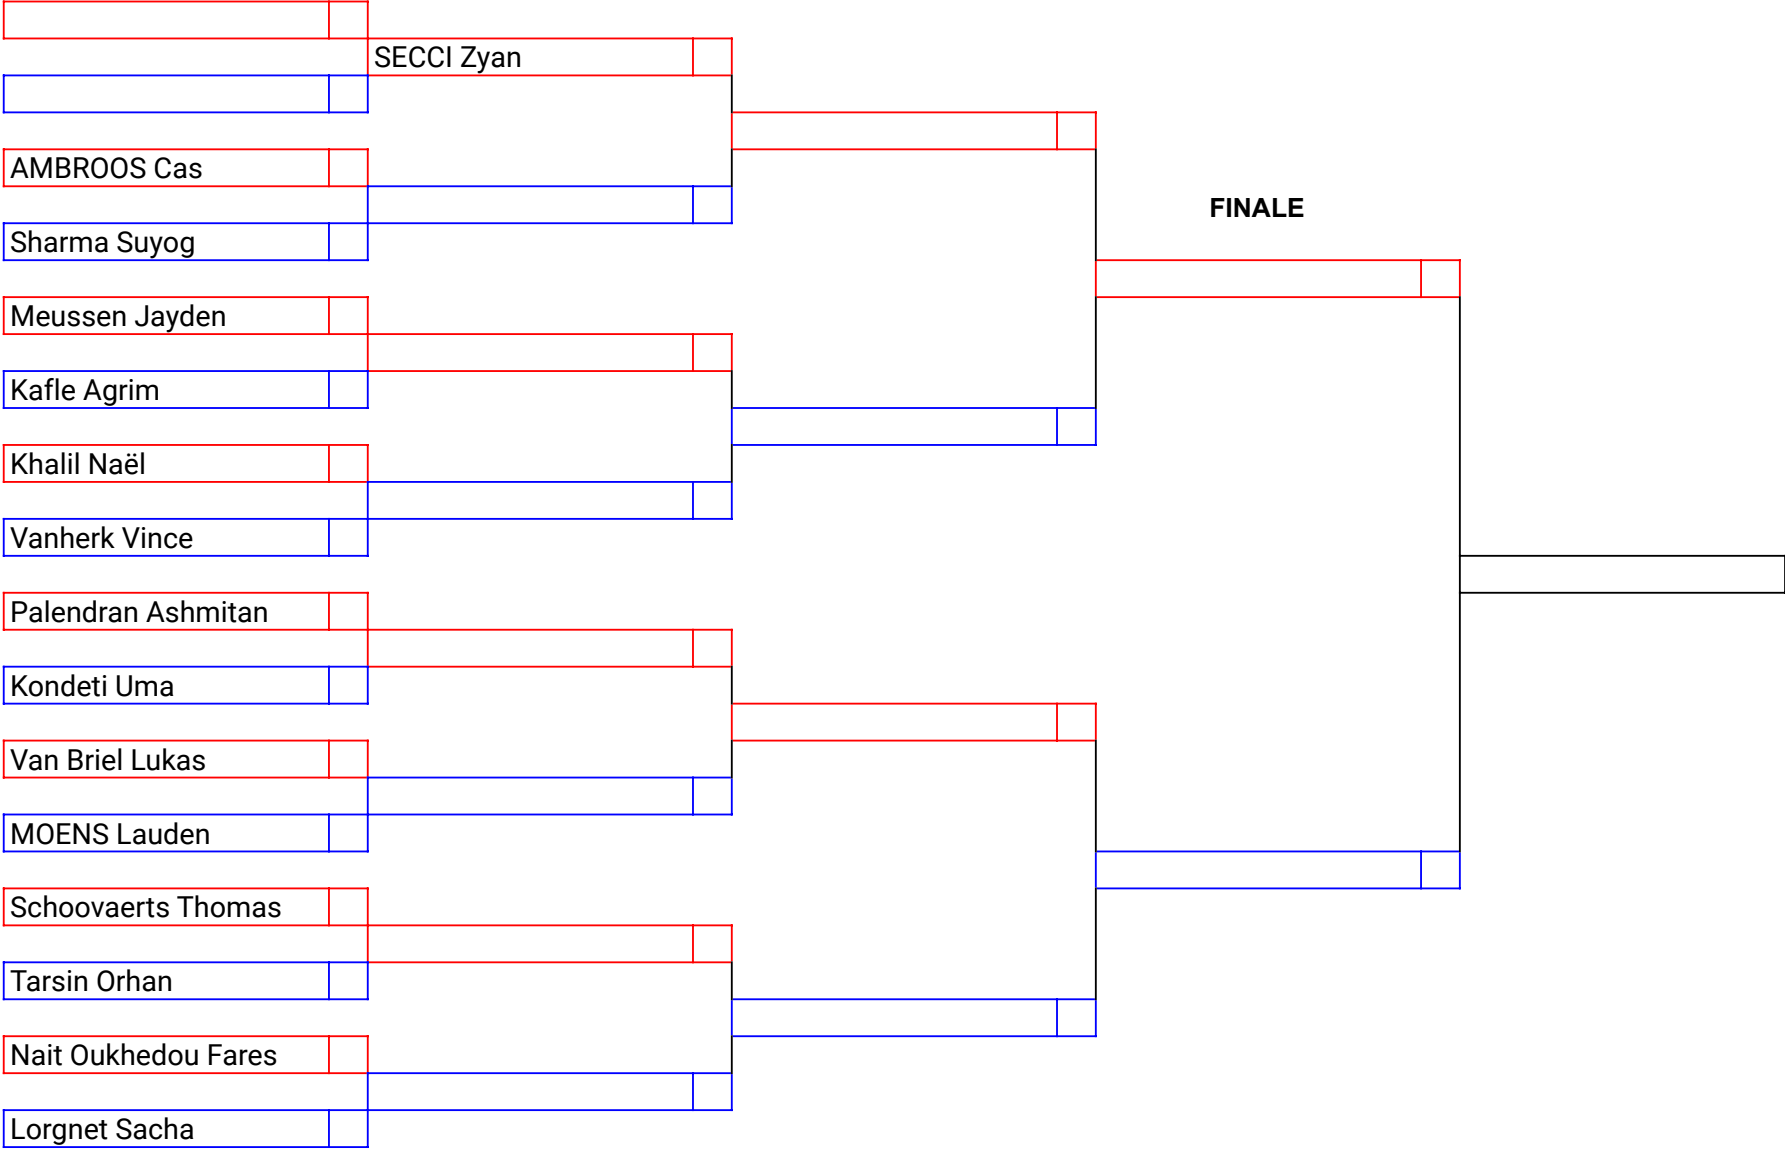 SECCI Zyan
AMBROOS Cas
FINALE
Sharma Suyog
Meussen Jayden
Kafle Agrim
Khalil Naël
Vanherk Vince
Palendran Ashmitan
Kondeti Uma
Van Briel Lukas
MOENS Lauden
Schoovaerts Thomas
Tarsin Orhan
Nait Oukhedou Fares
Lorgnet Sacha